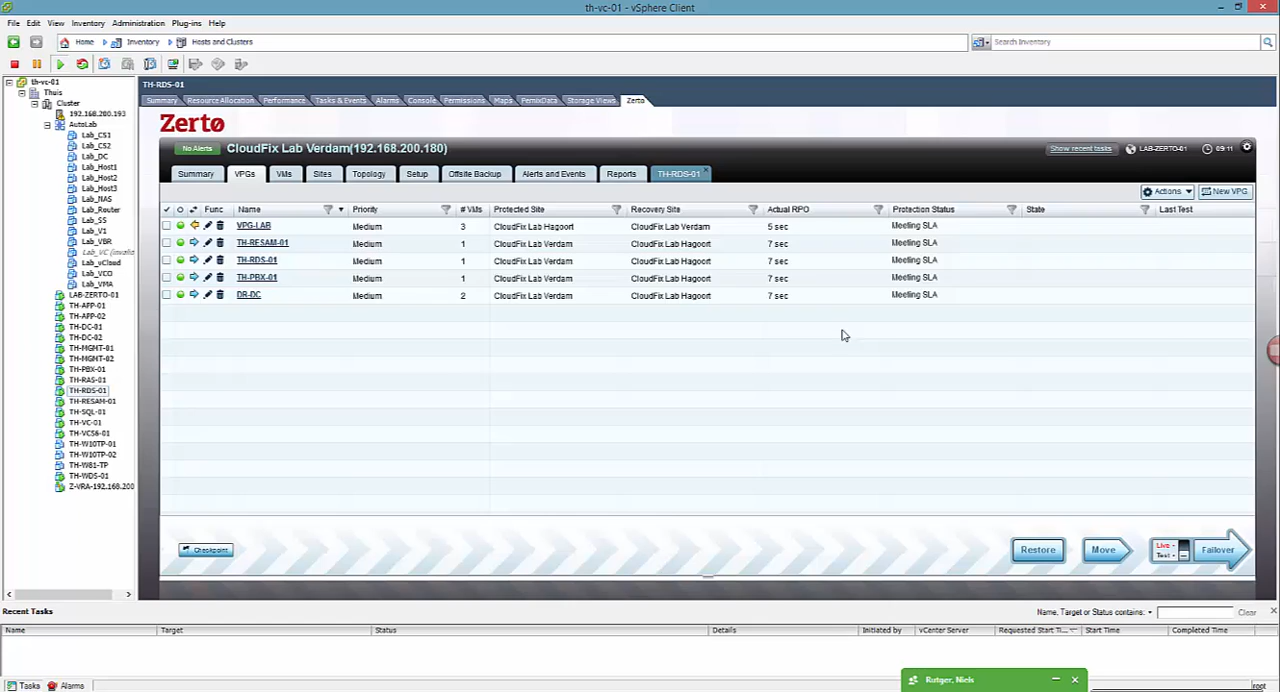 th-vc-01 - vSphere Client
File Edit View Inventory Administration Plug-ins Help
Home Inventory Hosts and Clusters Search Inventory
th-vc-01
Thuis
Cluster
192.168.200.193
AutoLab
Lab_CS1
Lab_CS2
Lab_DC
Lab_Host1
Lab_Host2
Lab_Host3
Lab_NAS
Lab_Router
Lab_SS
Lab_V1
Lab_VBR
Lab_VC (invalid
Lab_vCloud
Lab_VCO
Lab_VMA
LAB-ZERTO-01
TH-APP-01
TH-APP-02
TH-DC-01
TH-DC-02
TH-MGMT-01
TH-MGMT-02
TH-PBX-01
TH-RAS-01
TH-RDS-01
TH-RESAM-01
TH-SQL-01
TH-VC-01
TH-VCS6-01
TH-W10TP-01
TH-W10TP-02
TH-W81-TP
TH-WDS-01
Z-VRA-192.168.200
TH-RDS-01
Summary Resource Allocation Performance Tasks & Events Alarms Console Permissions Maps PernixData Storage Views Zerto
Zerto
No Alerts CloudFix Lab Verdam(192.168.200.180) Show recent tasks LAB-ZERTO-01 09:11
Summary VPGs VMs Sites Topology Setup Offsite Backup Alerts and Events Reports TH-RDS-01
Actions New VPG
Func Name Priority # VMs Protected Site Recovery Site Actual RPO Protection Status State Last Test
VPG-LAB Medium 3 CloudFix Lab Hagoort CloudFix Lab Verdam 5 sec Meeting SLA
TH-RESAM-01 Medium 1 CloudFix Lab Verdam CloudFix Lab Hagoort 7 sec Meeting SLA
TH-RDS-01 Medium 1 CloudFix Lab Verdam CloudFix Lab Hagoort 7 sec Meeting SLA
TH-PBX-01 Medium 1 CloudFix Lab Verdam CloudFix Lab Hagoort 7 sec Meeting SLA
DR-DC Medium 2 CloudFix Lab Verdam CloudFix Lab Hagoort 7 sec Meeting SLA
Checkpoint Restore Move Live Test Failover
Recent Tasks Name, Target or Status contains: Clear
Name Target Status Details Initiated by vCenter Server Requested Start Ti... Start Time Completed Time
Tasks Alarms Rutger, Niels root